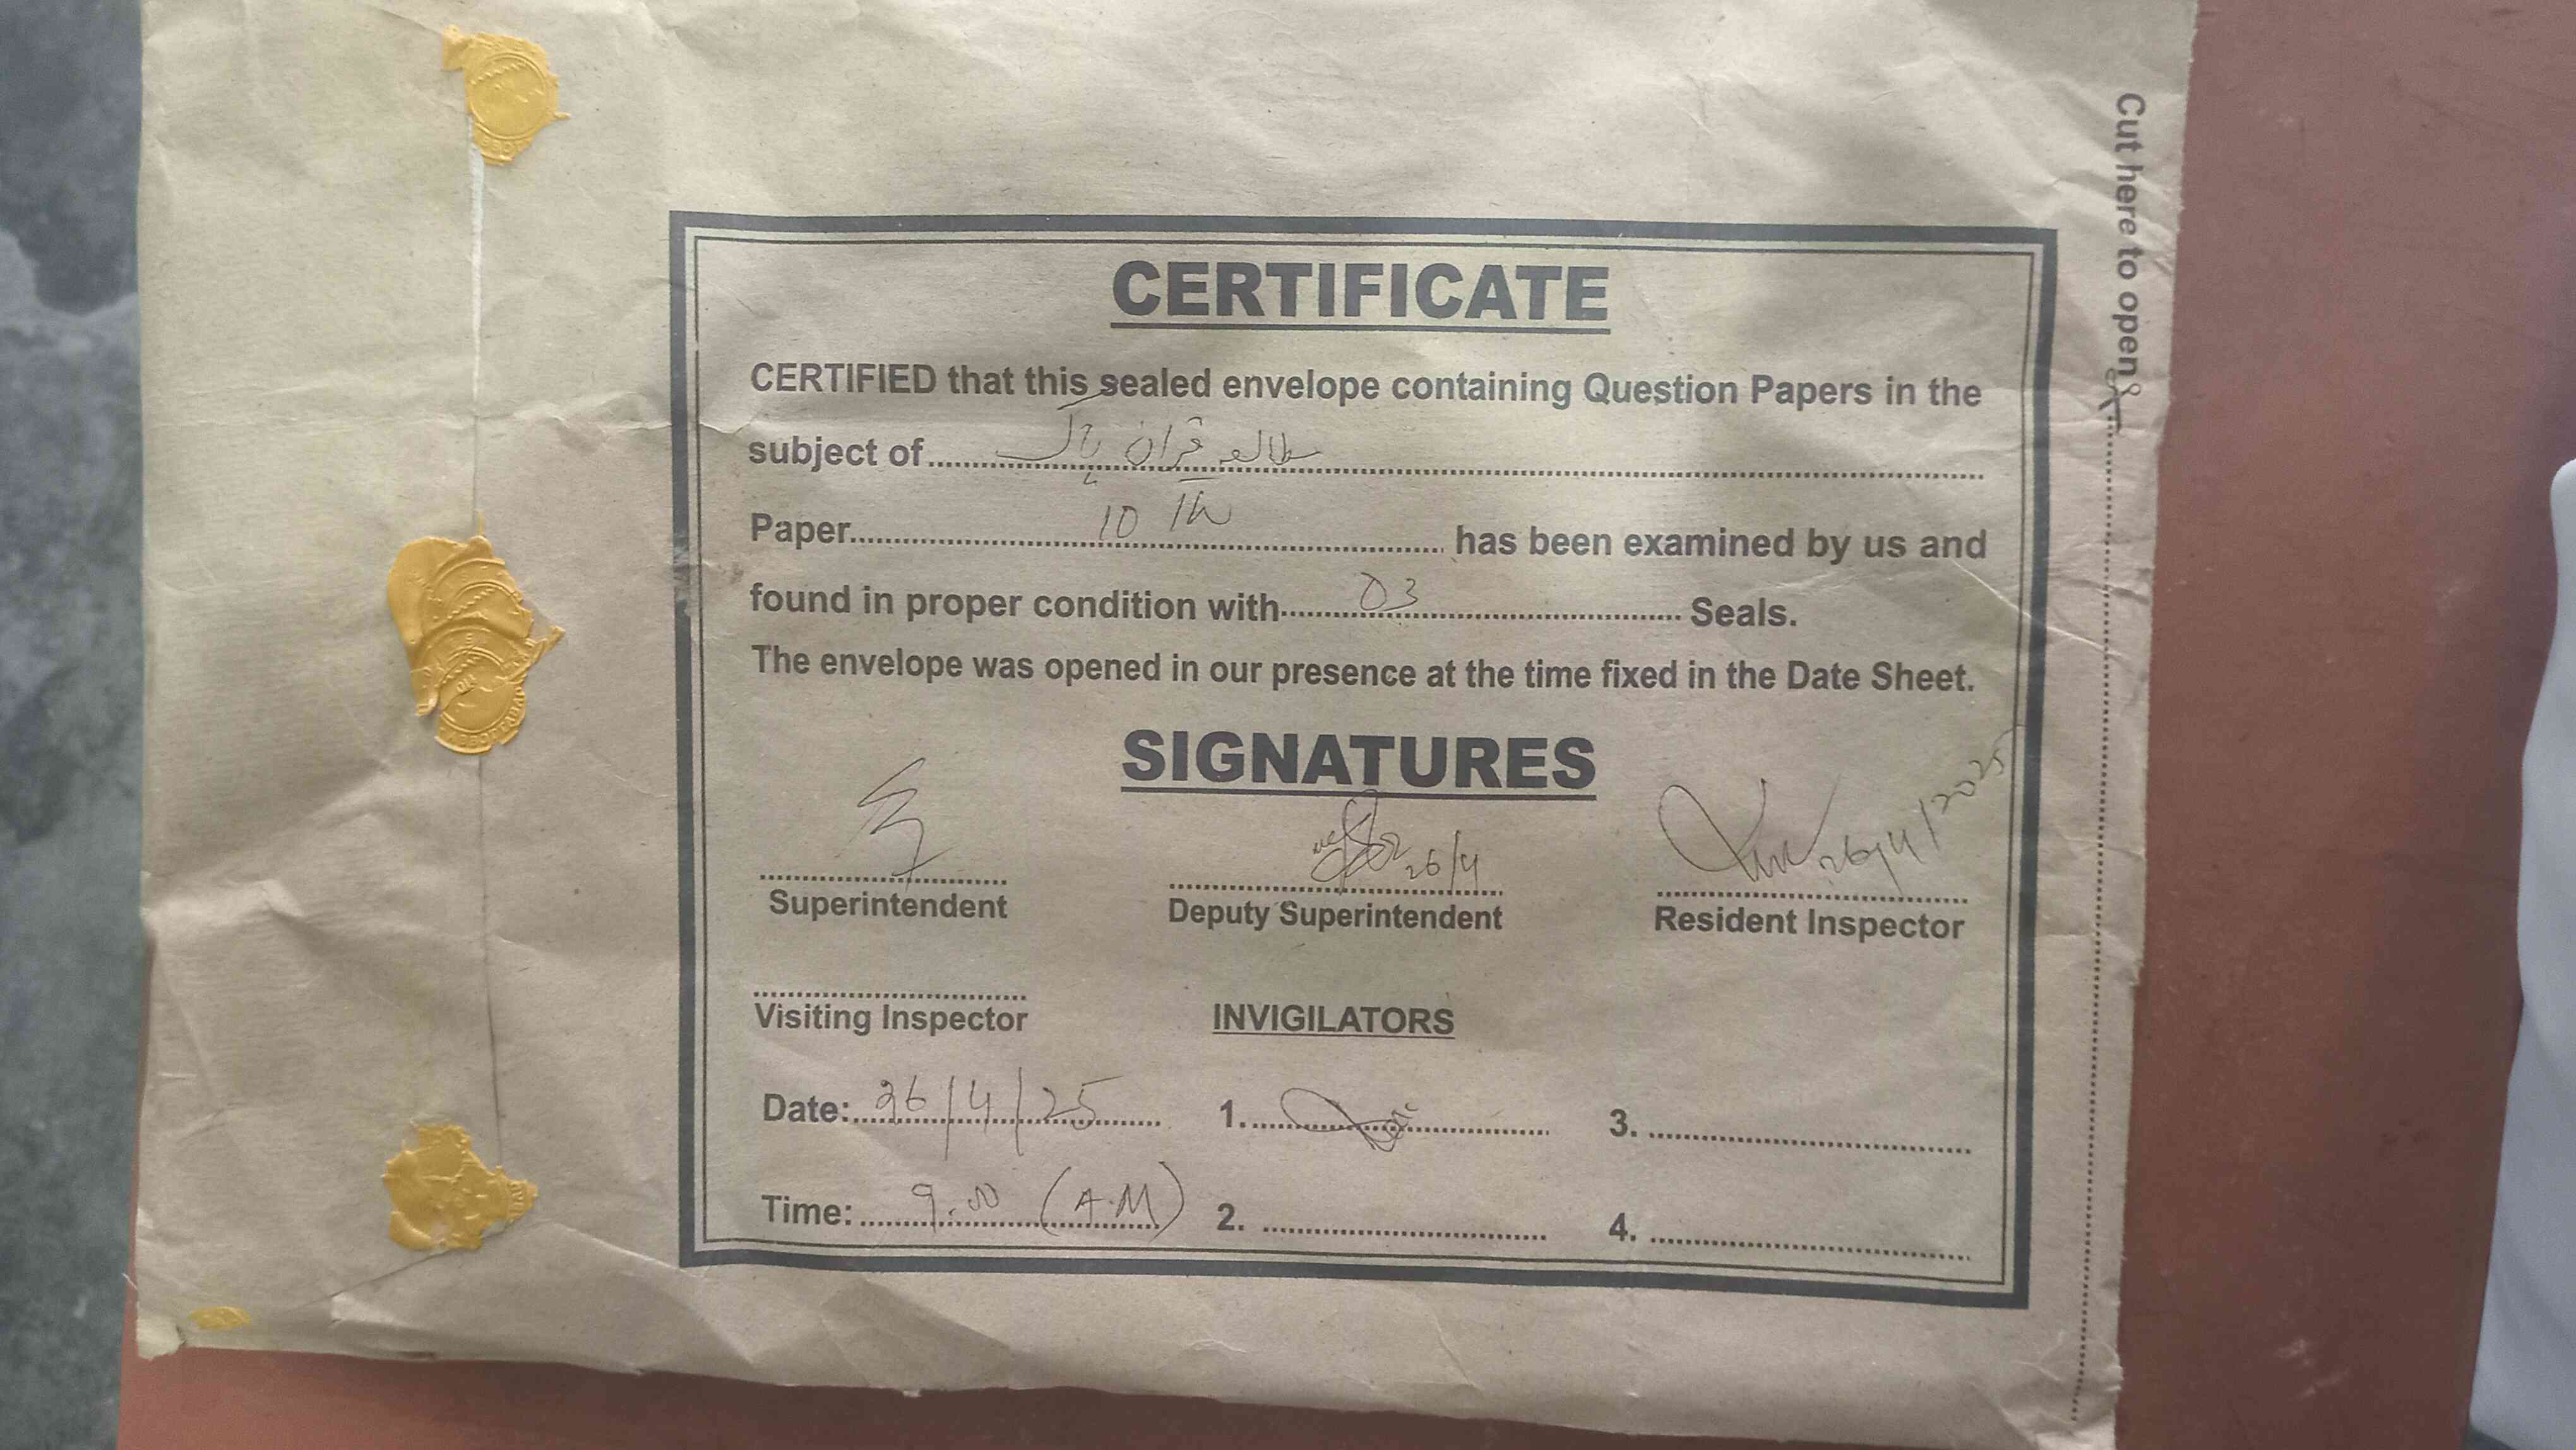 CERTIFICATE
CERTIFIED that this sealed envelope containing Question Papers in the
subject of مطالعہ قران پاک
Paper 10 th has been examined by us and
found in proper condition with 03 Seals.
The envelope was opened in our presence at the time fixed in the Date Sheet.
SIGNATURES
26/4 26/4/2025
Superintendent Deputy Superintendent Resident Inspector
Visiting Inspector INVIGILATORS
Date: 26/4/25 1. 3.
Time: 9.00 (A.M) 2. 4.
Cut here to open